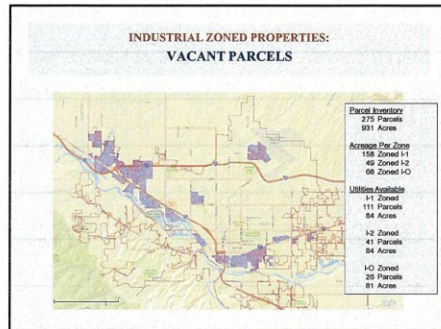 INDUSTRIAL ZONED PROPERTIES:
VACANT PARCELS
Parcel Inventory
275 Parcels
931 Acres
Acreage Per Zone
158 Zoned I-1
49 Zoned I-2
68 Zoned I-O
Utilities Available
I-1 Zoned
111 Parcels
84 Acres
I-2 Zoned
41 Parcels
84 Acres
I-O Zoned
26 Parcels
81 Acres